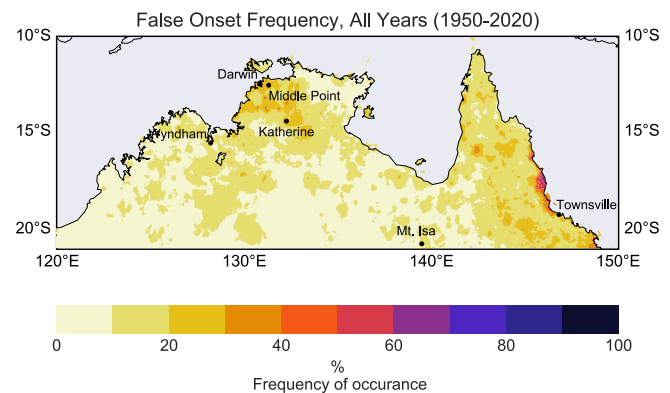 False Onset Frequency, All Years (1950-2020)
10°S 10°S
Darwin
Middle Point
15°S Wyndham Katherine 15°S
Townsville
20°S Mt. Isa 20°S
120°E 130°E 140°E 150°E
0 20 40 60 80 100
%
Frequency of occurance